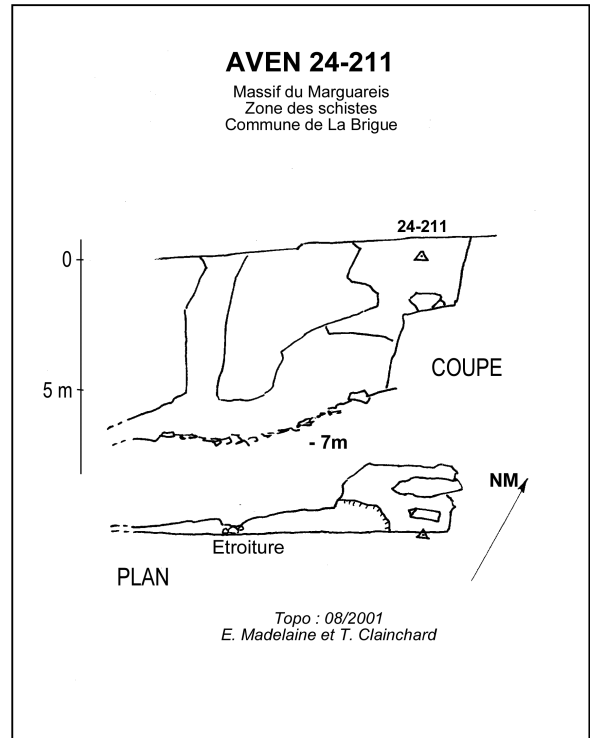 AVEN 24-211
Massif du Marguareis
Zone des schistes
Commune de La Brigue
24-211
0
COUPE
5 m
- 7m
NM
Etroiture
PLAN
Topo : 08/2001
E. Madelaine et T. Clainchard